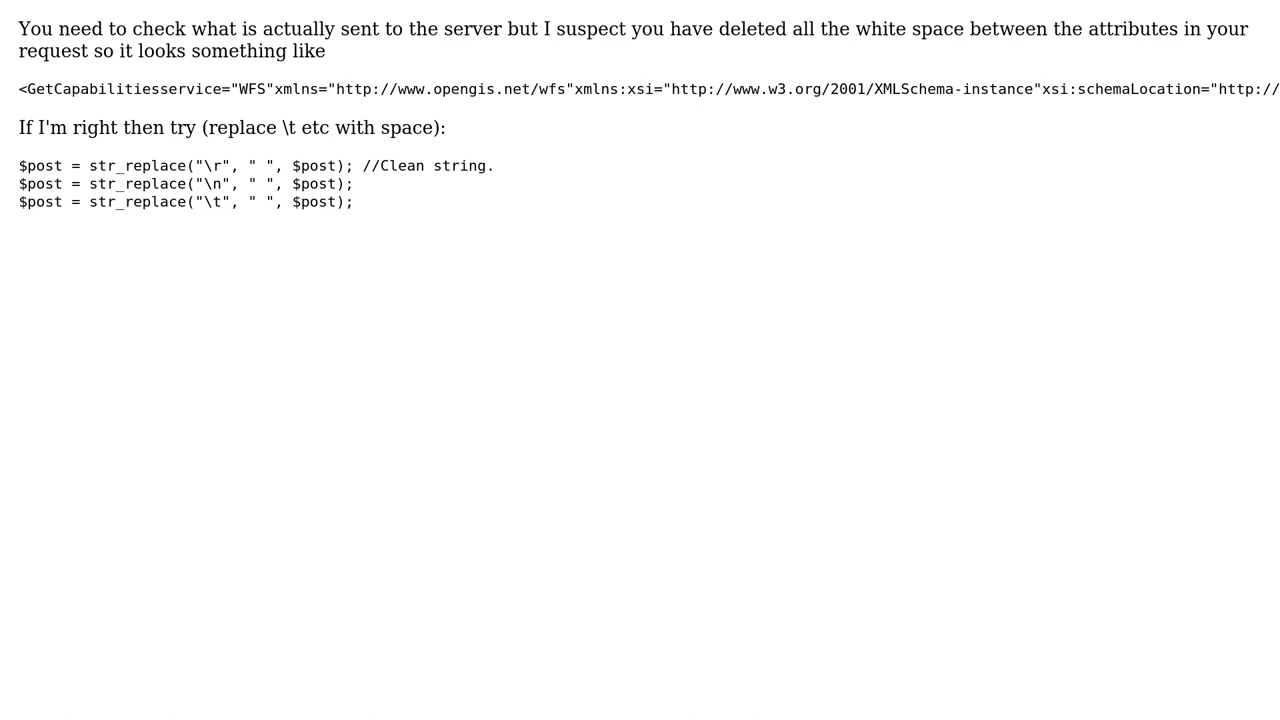 You need to check what is actually sent to the server but I suspect you have deleted all the white space between the attributes in your
request so it looks something like
<GetCapabilitiesservice="WFS"xmlns="http://www.opengis.net/wfs"xmlns:xsi="http://www.w3.org/2001/XMLSchema-instance"xsi:schemaLocation="http://
If I'm right then try (replace \t etc with space):
$post = str_replace("\r", " ", $post); //Clean string.
$post = str_replace("\n", " ", $post);
$post = str_replace("\t", " ", $post);